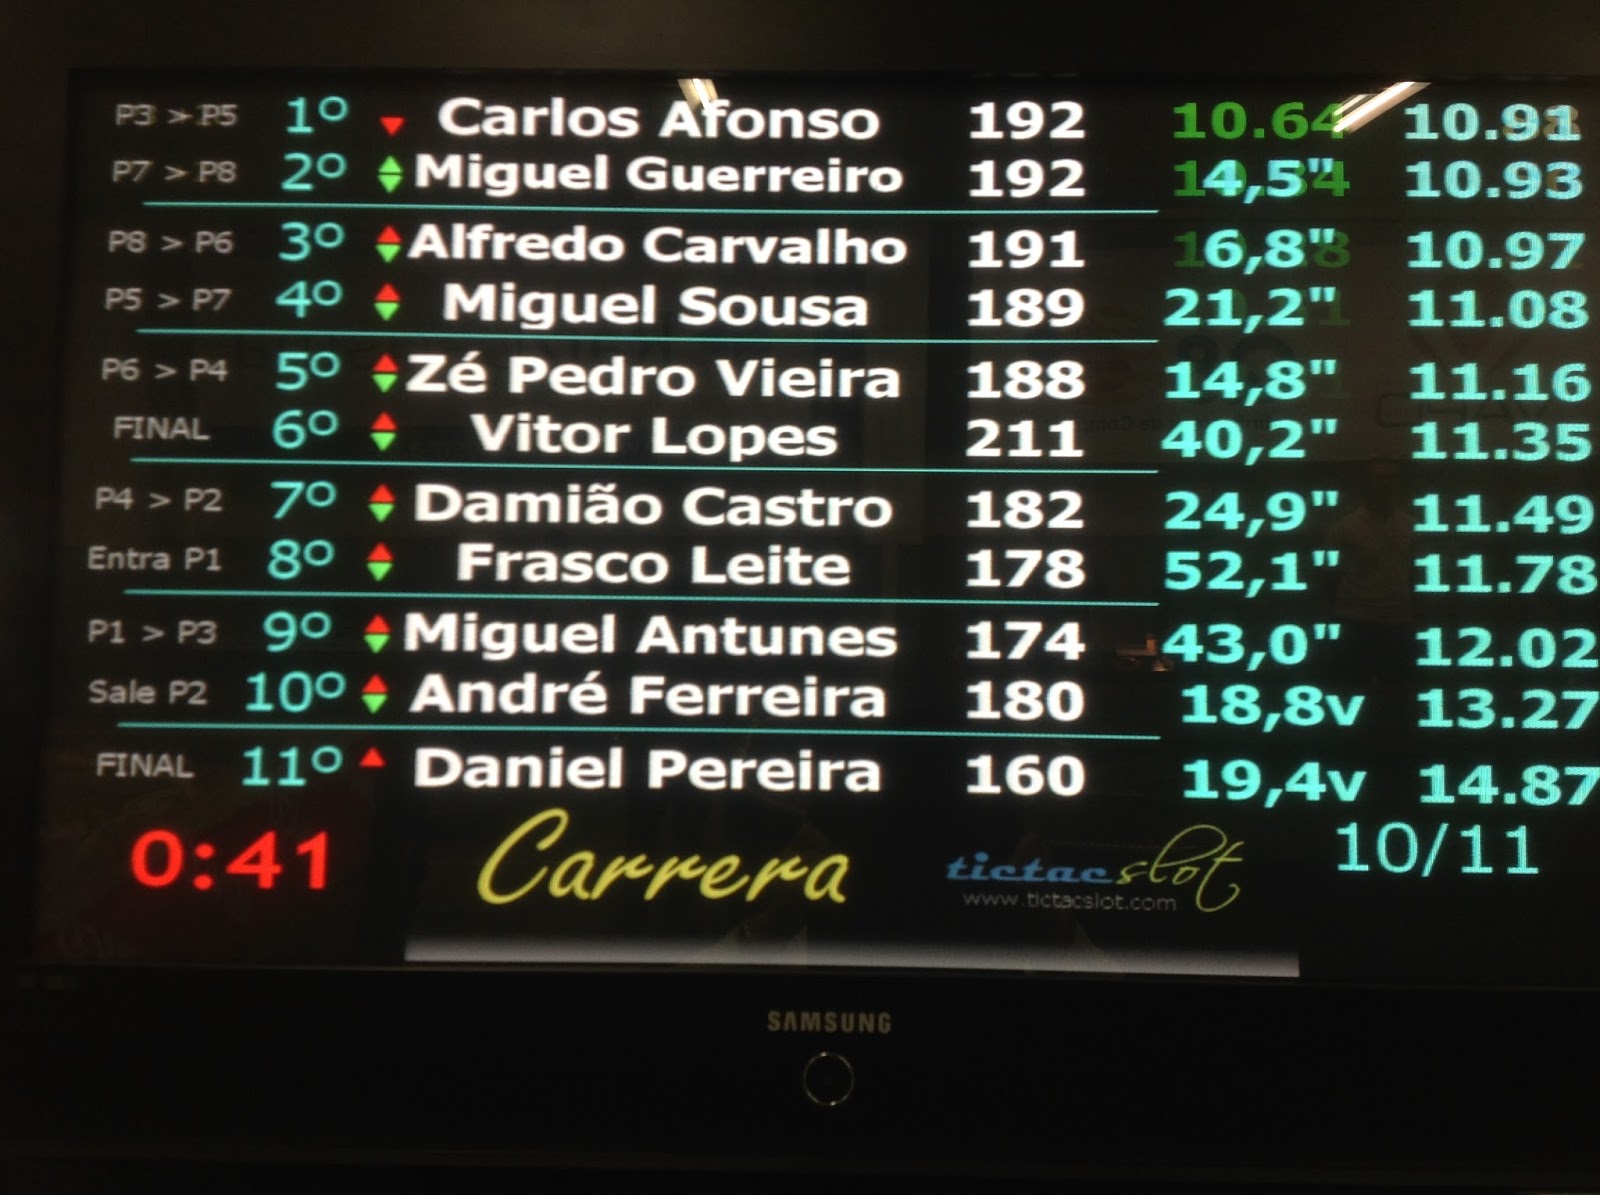 P3 > P5 1º Carlos Afonso 192 10.64 10.91
P7 > P8 2º Miguel Guerreiro 192 4,5" 10.93
P8 > P6 3º Alfredo Carvalho 191 6,8" 10.97
P5 > P7 4º Miguel Sousa 189 21,2" 11.08
P6 > P4 5º Zé Pedro Vieira 188 14,8" 11.16
FINAL 6º Vitor Lopes 211 40,2" 11.35
P4 > P2 7º Damião Castro 182 24,9" 11.49
Entra P1 8º Frasco Leite 178 52,1" 11.78
P1 > P3 9º Miguel Antunes 174 43,0" 12.02
Sale P2 10º André Ferreira 180 18,8v 13.27
FINAL 11º Daniel Pereira 160 19,4v 14.87
0:41 Carrera tictacslot 10/11
www.tictacslot.com
SAMSUNG